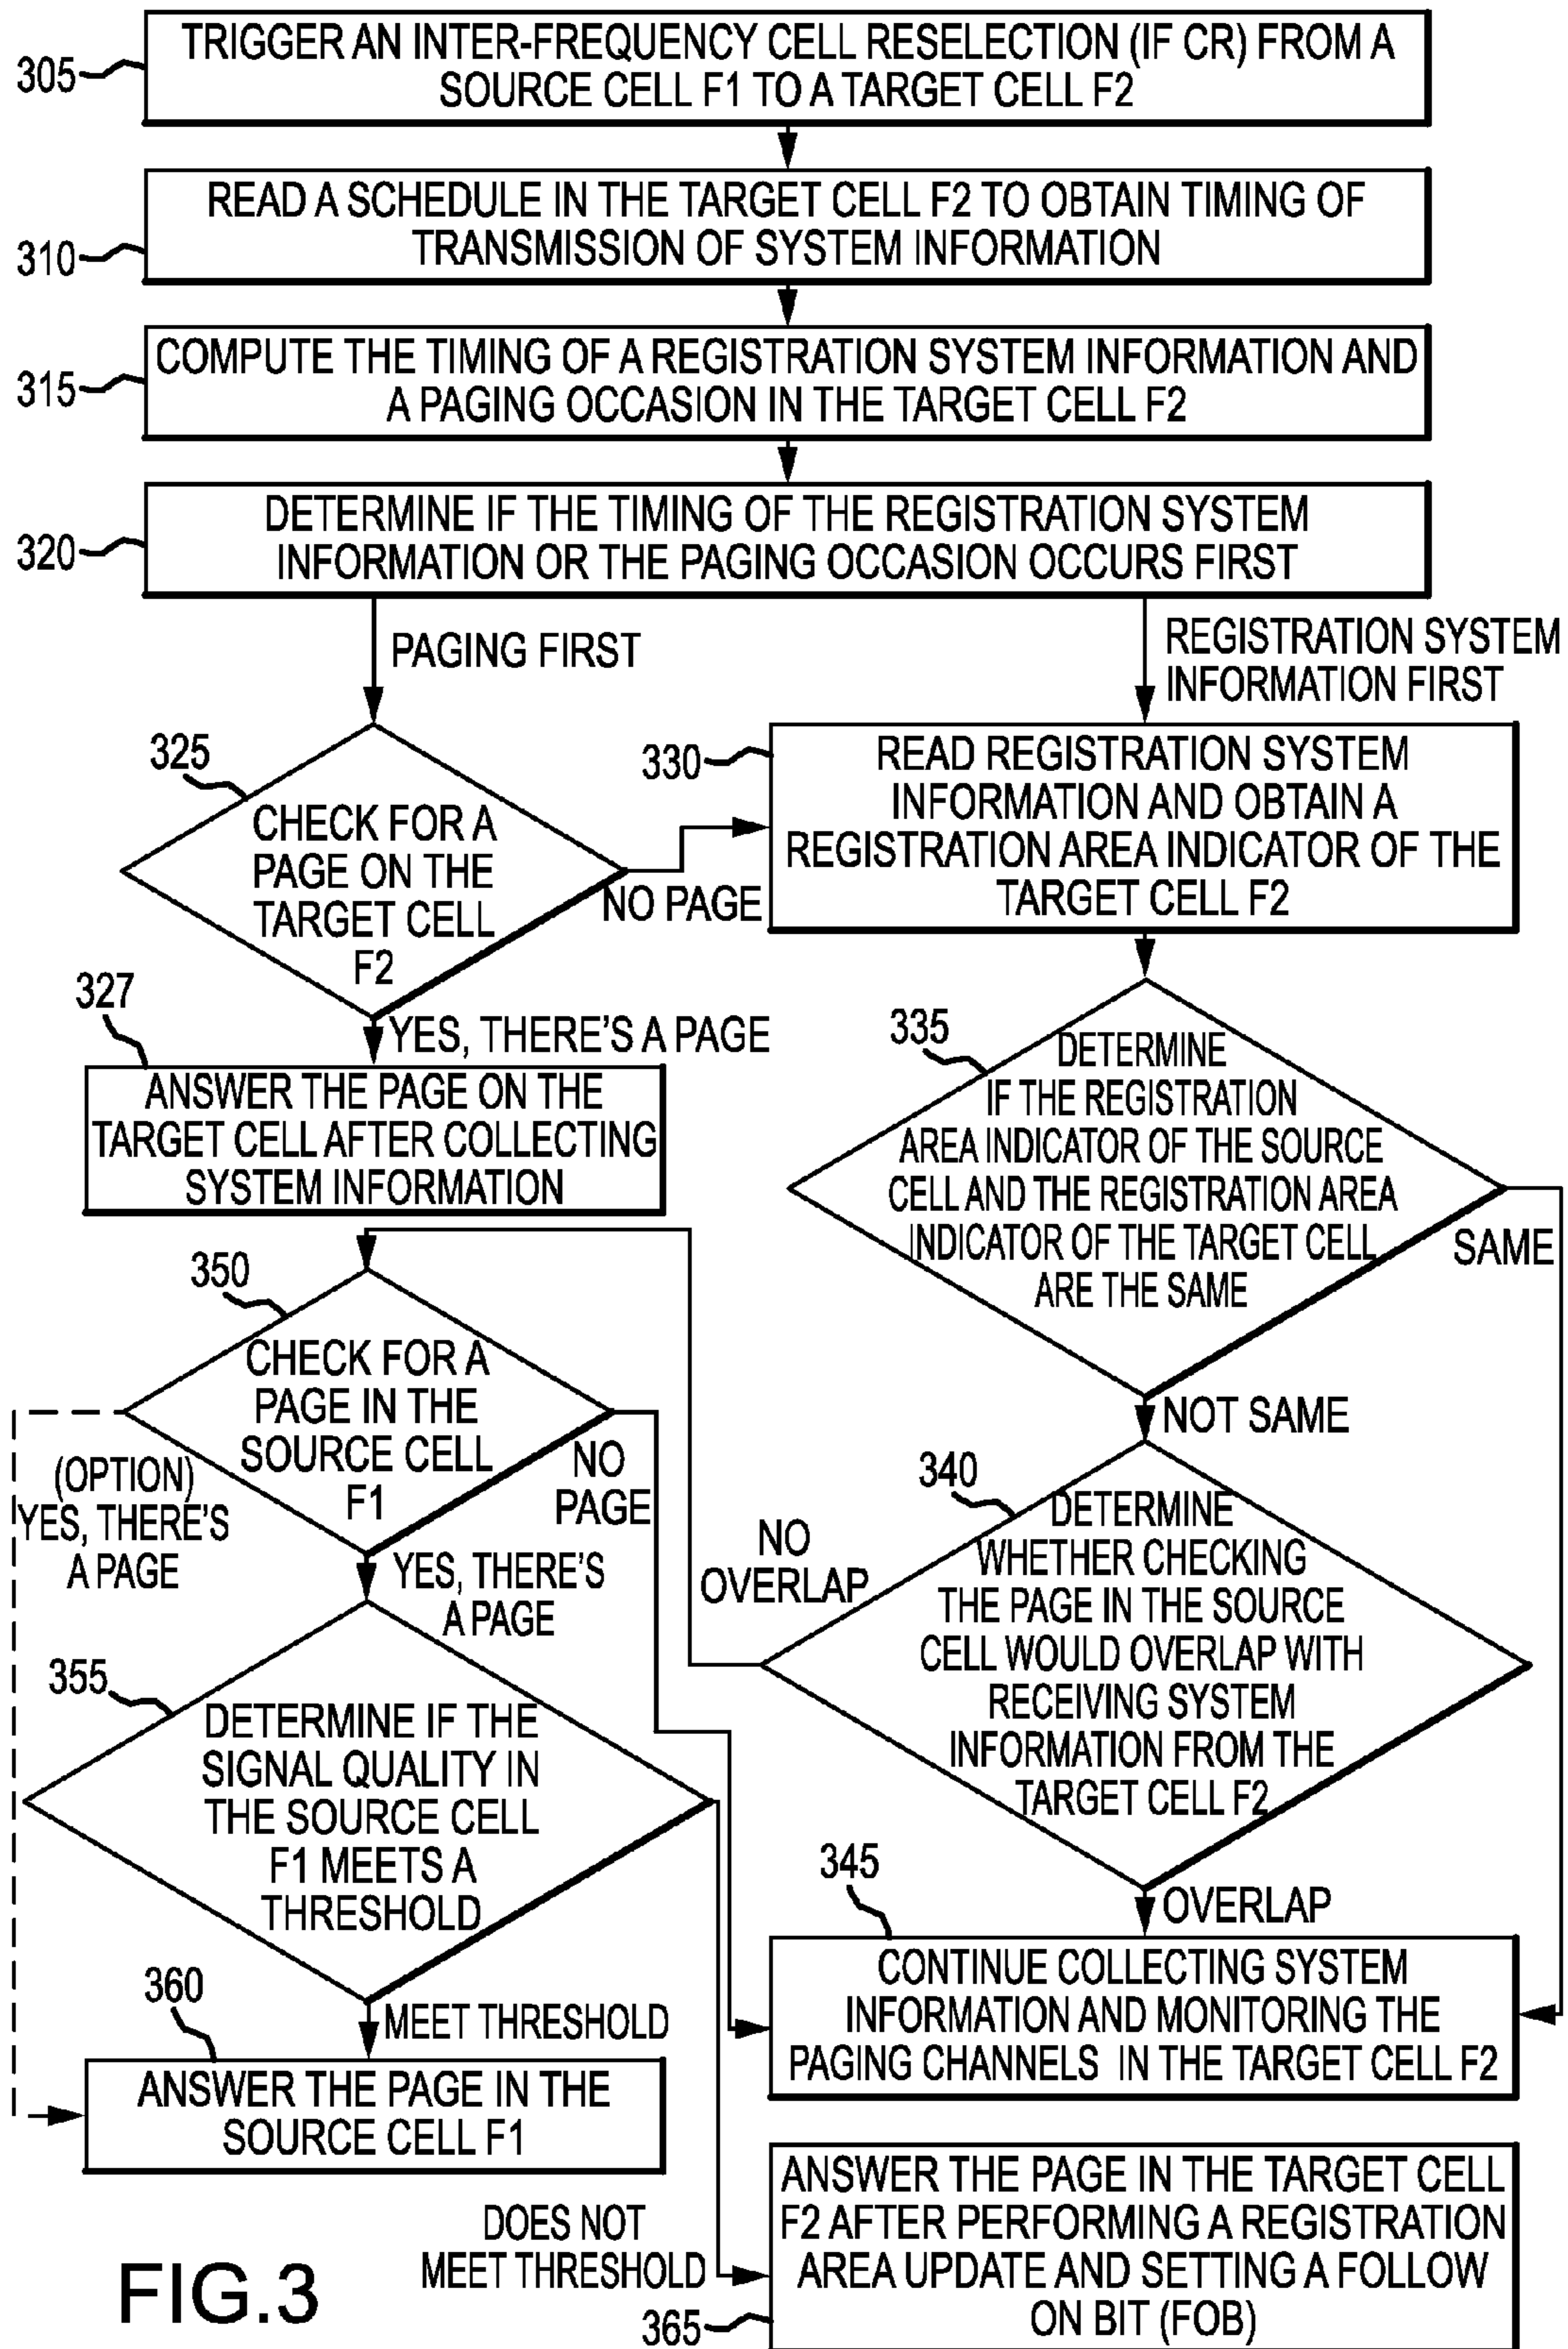 305
TRIGGER AN INTER-FREQUENCY CELL RESELECTION (IF CR) FROM A
SOURCE CELL F1 TO A TARGET CELL F2
310
READ A SCHEDULE IN THE TARGET CELL F2 TO OBTAIN TIMING OF
TRANSMISSION OF SYSTEM INFORMATION
315
COMPUTE THE TIMING OF A REGISTRATION SYSTEM INFORMATION AND
A PAGING OCCASION IN THE TARGET CELL F2
320
DETERMINE IF THE TIMING OF THE REGISTRATION SYSTEM
INFORMATION OR THE PAGING OCCASION OCCURS FIRST
PAGING FIRST
REGISTRATION SYSTEM
INFORMATION FIRST
325
CHECK FOR A
PAGE ON THE
TARGET CELL
F2
NO PAGE
330
READ REGISTRATION SYSTEM
INFORMATION AND OBTAIN A
REGISTRATION AREA INDICATOR OF THE
TARGET CELL F2
327
YES, THERE'S A PAGE
ANSWER THE PAGE ON THE
TARGET CELL AFTER COLLECTING
SYSTEM INFORMATION
335
DETERMINE
IF THE REGISTRATION
AREA INDICATOR OF THE SOURCE
CELL AND THE REGISTRATION AREA
INDICATOR OF THE TARGET CELL
ARE THE SAME
SAME
NOT SAME
350
CHECK FOR A
PAGE IN THE
SOURCE CELL
F1
NO
PAGE
(OPTION)
YES, THERE'S
A PAGE
YES, THERE'S
A PAGE
340
DETERMINE
WHETHER CHECKING
THE PAGE IN THE SOURCE
CELL WOULD OVERLAP WITH
RECEIVING SYSTEM
INFORMATION FROM THE
TARGET CELL F2
NO
OVERLAP
OVERLAP
355
DETERMINE IF THE
SIGNAL QUALITY IN
THE SOURCE CELL
F1 MEETS A
THRESHOLD
345
CONTINUE COLLECTING SYSTEM
INFORMATION AND MONITORING THE
PAGING CHANNELS IN THE TARGET CELL F2
360
MEET THRESHOLD
ANSWER THE PAGE IN THE
SOURCE CELL F1
DOES NOT
MEET THRESHOLD
ANSWER THE PAGE IN THE TARGET CELL
F2 AFTER PERFORMING A REGISTRATION
AREA UPDATE AND SETTING A FOLLOW
ON BIT (FOB)
365
FIG.3